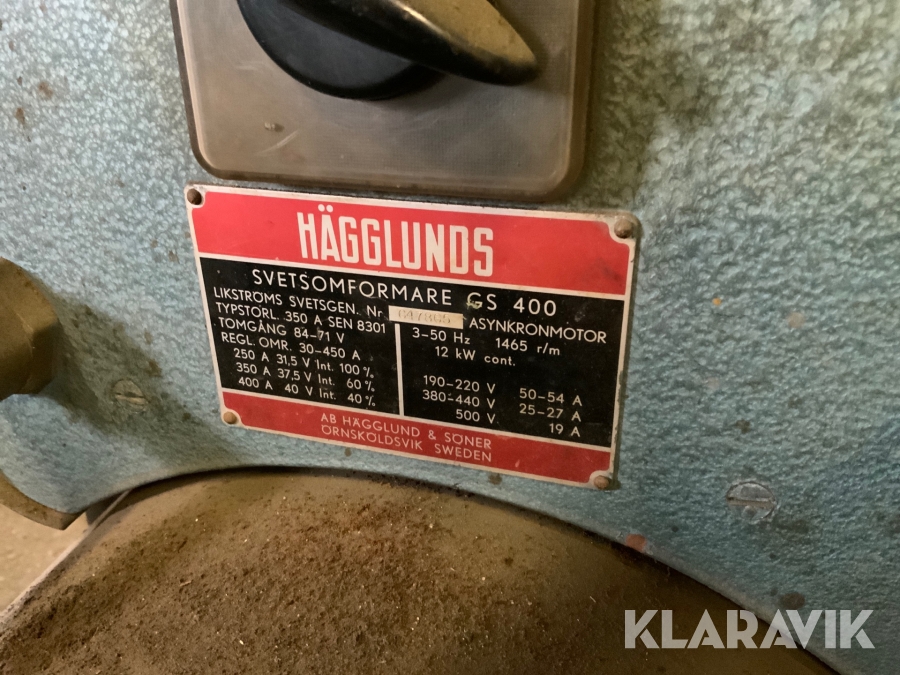 HÄGGLUNDS
SVETSOMFORMARE GS 400
LIKSTRÖMS SVETSGEN. Nr
TYPSTORL. 350 A SEN 8301
TOMGÅNG 84-71 V
REGL. OMR. 30-450 A
250 A 31,5 V Int. 100 %
350 A 37,5 V Int. 60 %
400 A 40 V Int. 40 %
ASYNKRONMOTOR
3-50 Hz 1465 r/m
12 kW cont.
190-220 V 50-54 A
380-440 V 25-27 A
500 V 19 A
AB HÄGGLUND & SÖNER
ÖRNSKÖLDSVIK SWEDEN
KLARAVIK